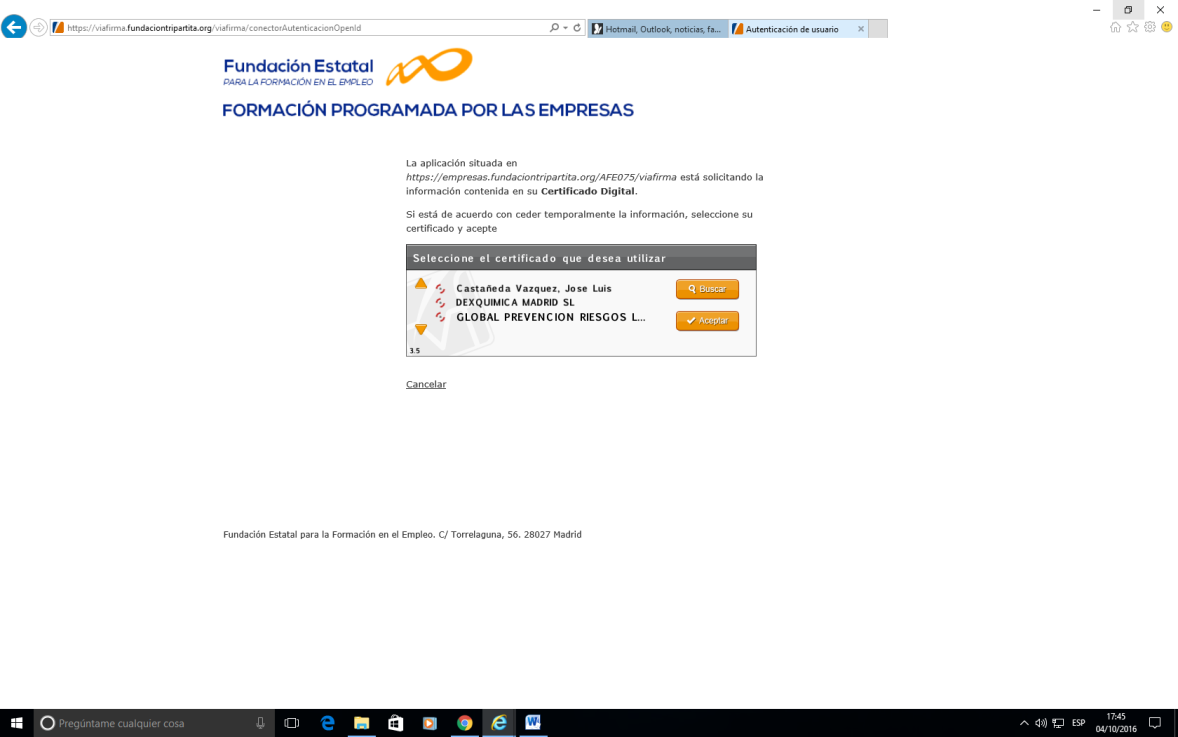 https://viafirma.fundaciontripartita.org/viafirma/conectorAutenticacionOpenId
Hotmail, Outlook, noticias, fa...
Autenticación de usuario
Fundación Estatal
PARA LA FORMACIÓN EN EL EMPLEO
FORMACIÓN PROGRAMADA POR LAS EMPRESAS
La aplicación situada en
https://empresas.fundaciontripartita.org/AFE075/viafirma está solicitando la
información contenida en su Certificado Digital.
Si está de acuerdo con ceder temporalmente la información, seleccione su
certificado y acepte
Seleccione el certificado que desea utilizar
Castañeda Vazquez, Jose Luis
Buscar
DEXQUIMICA MADRID SL
GLOBAL PREVENCION RIESGOS L...
Aceptar
3.5
Cancelar
Fundación Estatal para la Formación en el Empleo. C/ Torrelaguna, 56. 28027 Madrid
Pregúntame cualquier cosa
ESP
17:45
04/10/2016